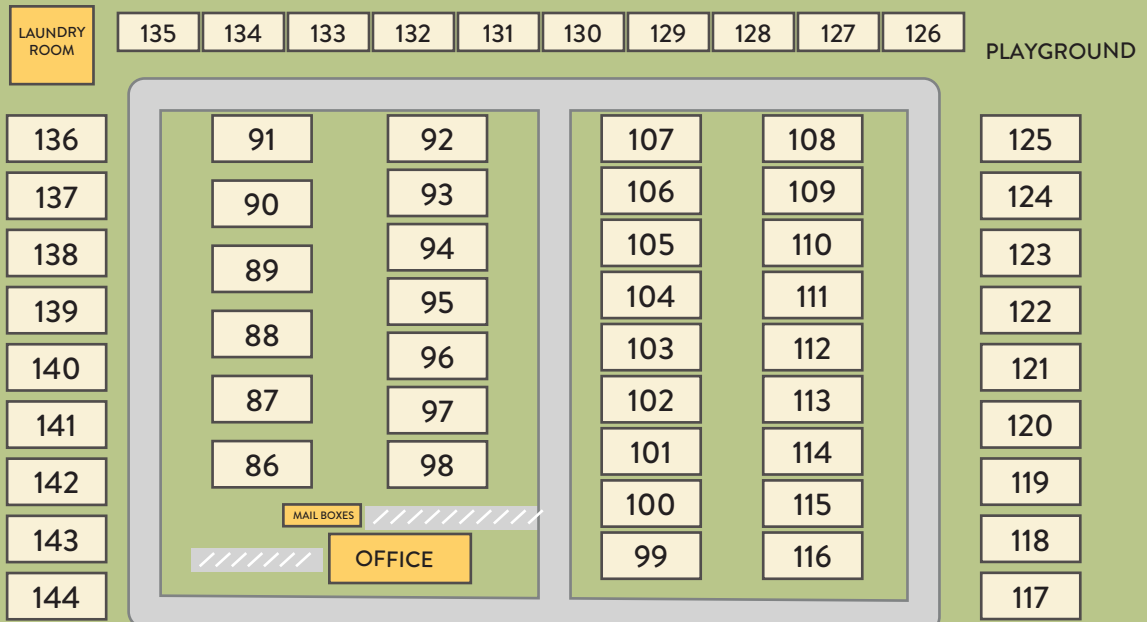 LAUNDRY
ROOM
135 134 133 132 131 130 129 128 127 126
PLAYGROUND
136 91 92 107 108 125
137 90 93 106 109 124
138 89 94 105 110 123
139 88 95 104 111 122
140 87 96 103 112 121
141 86 97 102 113 120
142 98 101 114 119
143 MAIL BOXES 100 115 118
144 OFFICE 99 116 117